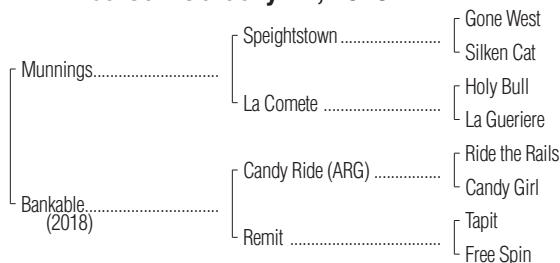 Gone West
Speightstown
Silken Cat
Munnings
Holy Bull
La Comete
La Gueriere
Ride the Rails
Candy Ride (ARG)
Candy Girl
Bankable
(2018)
Tapit
Remit
Free Spin